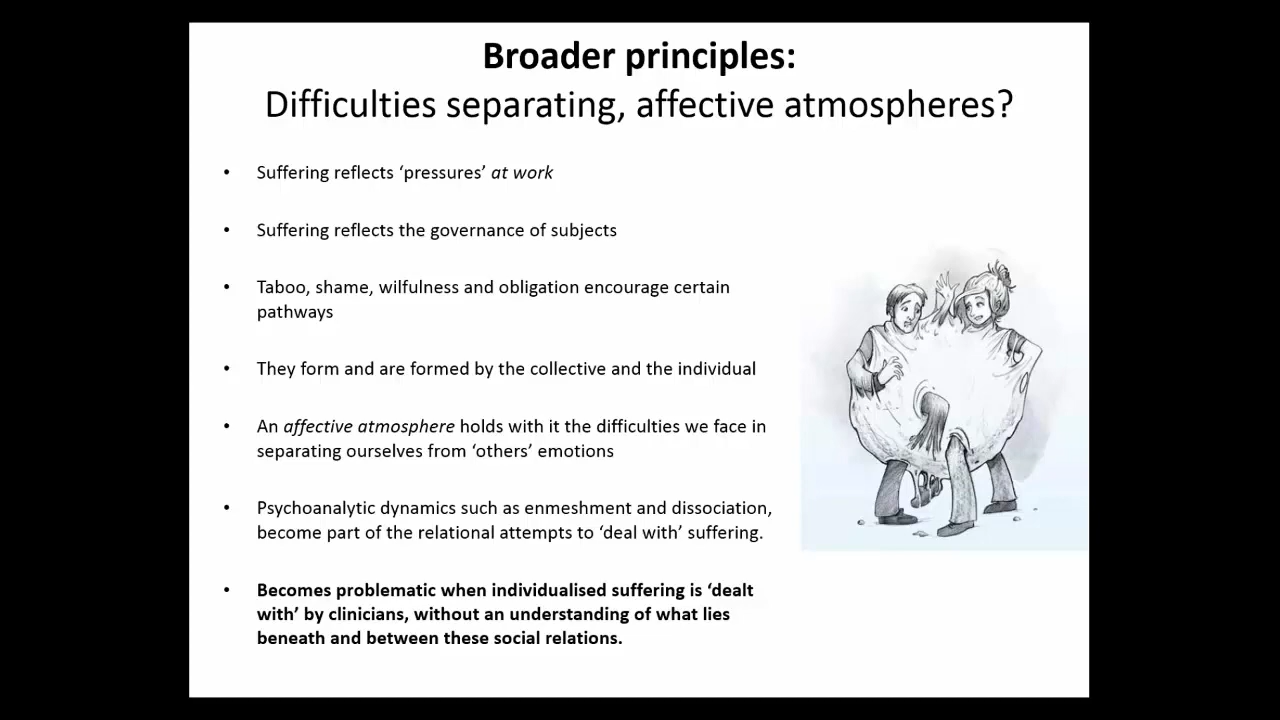 Broader principles:
Difficulties separating, affective atmospheres?
• Suffering reflects ‘pressures’ at work
• Suffering reflects the governance of subjects
• Taboo, shame, wilfulness and obligation encourage certain
pathways
• They form and are formed by the collective and the individual
• An affective atmosphere holds with it the difficulties we face in
separating ourselves from ‘others’ emotions
• Psychoanalytic dynamics such as enmeshment and dissociation,
become part of the relational attempts to ‘deal with’ suffering.
• Becomes problematic when individualised suffering is ‘dealt
with’ by clinicians, without an understanding of what lies
beneath and between these social relations.